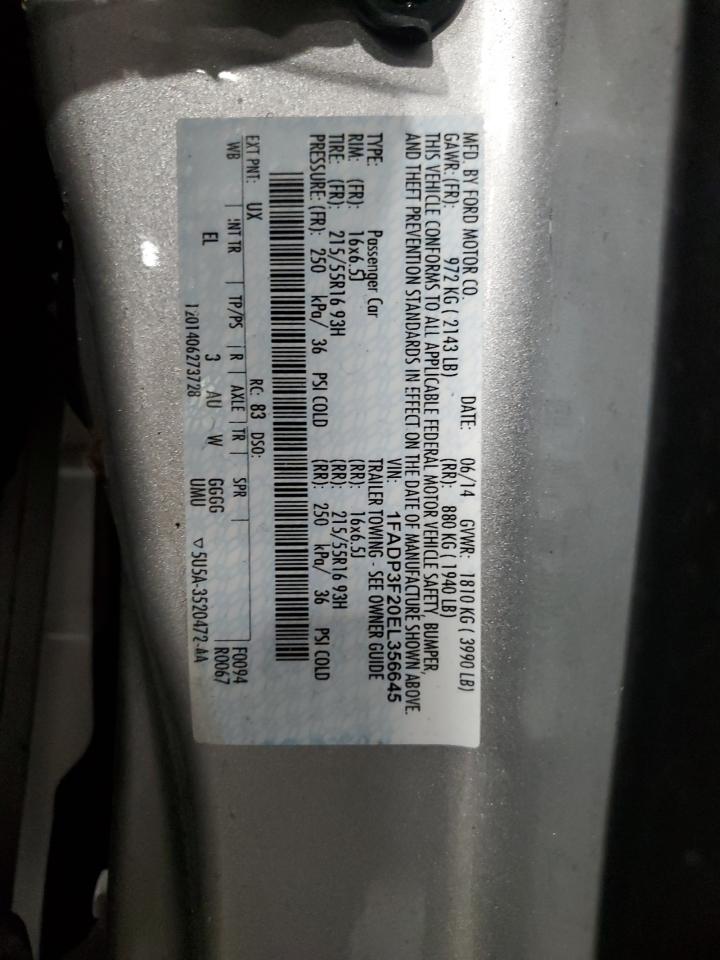 MFD. BY FORD MOTOR CO. DATE: 06/14 GVWR: 1810 KG ( 3990 LB)
GAWR: (FR): 972 KG ( 2143 LB) (RR): 880 KG ( 1940 LB)
THIS VEHICLE CONFORMS TO ALL APPLICABLE FEDERAL MOTOR VEHICLE SAFETY, BUMPER,
AND THEFT PREVENTION STANDARDS IN EFFECT ON THE DATE OF MANUFACTURE SHOWN ABOVE.
VIN: 1FADP3F20EL356645
TYPE: Passenger Car TRAILER TOWING - SEE OWNER GUIDE
RIM: (FR): 16x6.5J (RR): 16x6.5J
TIRE: (FR): 215/55R16 93H (RR): 215/55R16 93H
PRESSURE: (FR): 250 kPa/ 36 PSI COLD (RR): 250 kPa/ 36 PSI COLD
EXT PNT: UX RC: 83 DSO: F0094
WB INT TR TP/PS R AXLE TR SPR R0067
EL 3 AU W GGGG
UMU ▽5U5A-3520472-AA
1201406273728